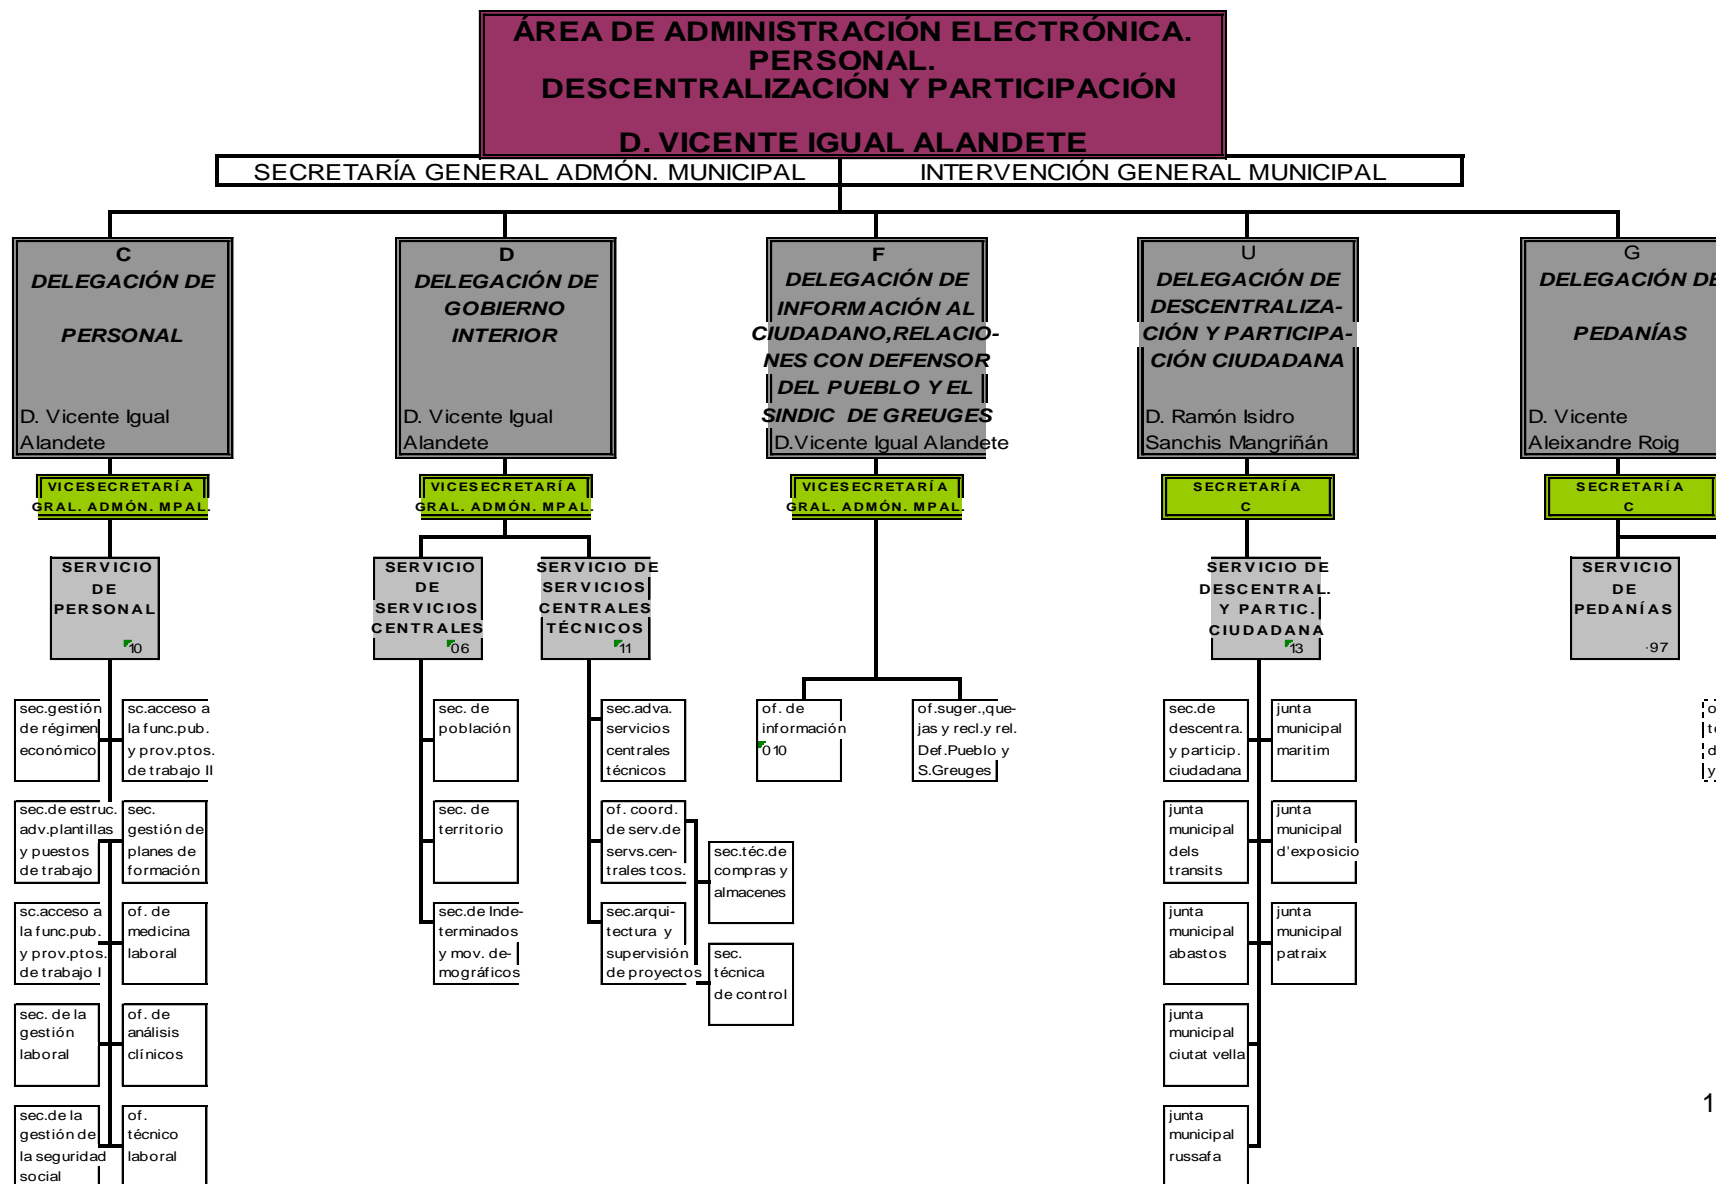 ÁREA DE ADMINISTRACIÓN ELECTRÓNICA.
PERSONAL.
DESCENTRALIZACIÓN Y PARTICIPACIÓN
D. VICENTE IGUAL ALANDETE
SECRETARÍA GENERAL ADMÓN. MUNICIPAL
INTERVENCIÓN GENERAL MUNICIPAL
C
DELEGACIÓN DE
PERSONAL
D. Vicente Igual
Alandete
D
DELEGACIÓN DE
GOBIERNO
INTERIOR
D. Vicente Igual
Alandete
F
DELEGACIÓN DE
INFORMACIÓN AL
CIUDADANO,RELACIO-
NES CON DEFENSOR
DEL PUEBLO Y EL
SINDIC DE GREUGES
D.Vicente Igual Alandete
U
DELEGACIÓN DE
DESCENTRALIZA-
CIÓN Y PARTICIPA-
CIÓN CIUDADANA
D. Ramón Isidro
Sanchis Mangriñán
G
DELEGACIÓN DE
PEDANÍAS
D. Vicente
Aleixandre Roig
VICESECRETARÍA
GRAL. ADMÓN. MPAL.
VICESECRETARÍA
GRAL. ADMÓN. MPAL.
VICESECRETARÍA
GRAL. ADMÓN. MPAL.
SECRETARÍA
C
SECRETARÍA
C
SERVICIO
DE
PERSONAL
10
SERVICIO
DE
SERVICIOS
CENTRALES
06
SERVICIO DE
SERVICIOS
CENTRALES
TÉCNICOS
11
SERVICIO DE
DESCENTRAL.
Y PARTIC.
CIUDADANA
13
SERVICIO
DE
PEDANÍAS
·97
sec.gestión
de régimen
económico
sc.acceso a
la func.pub.
y prov.ptos.
de trabajo II
sec.de estruc.
adv.plantillas
y puestos
de trabajo
sec.
gestión de
planes de
formación
sc.acceso a
la func.pub.
y prov.ptos.
de trabajo I
of. de
medicina
laboral
sec. de la
gestión
laboral
of. de
análisis
clínicos
sec.de la
gestión de
la seguridad
social
of.
técnico
laboral
sec. de
población
sec. de
territorio
sec.de Inde-
terminados
y mov. de-
mográficos
sec.adva.
servicios
centrales
técnicos
of. coord.
de serv.de
servs.cen-
trales tcos.
sec.arqui-
tectura y
supervisión
de proyectos
sec.téc.de
compras y
almacenes
sec.
técnica
de control
of. de
información
010
of.suger.,que-
jas y recl.y rel.
Def.Pueblo y
S.Greuges
sec.de
descentra.
y particip.
ciudadana
junta
municipal
maritim
junta
municipal
dels
transits
junta
municipal
d'exposicio
junta
municipal
abastos
junta
municipal
patraix
junta
municipal
ciutat vella
junta
municipal
russafa
1